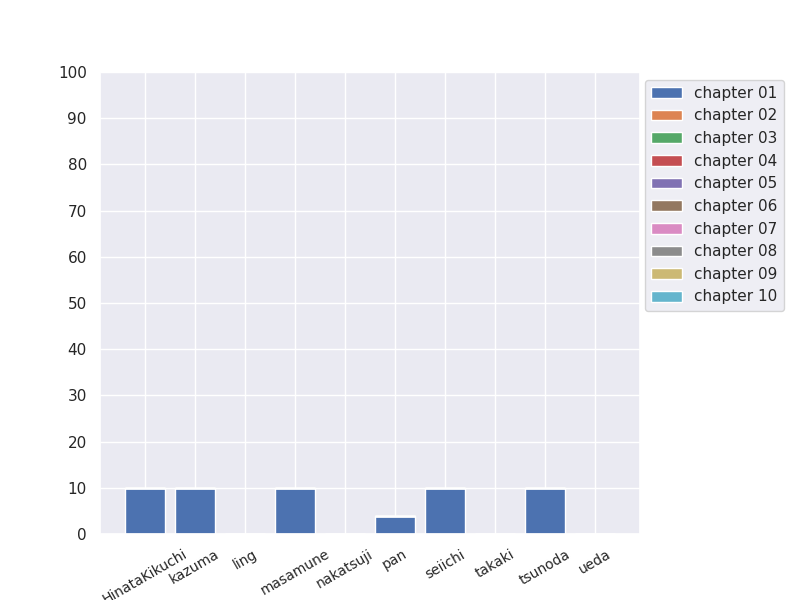 100
90
80
70
60
50
40
30
20
10
0
HinataKikuchi
kazuma
ling
masamune
nakatsuji
pan
seiichi
takaki
tsunoda
ueda
chapter 01
chapter 02
chapter 03
chapter 04
chapter 05
chapter 06
chapter 07
chapter 08
chapter 09
chapter 10